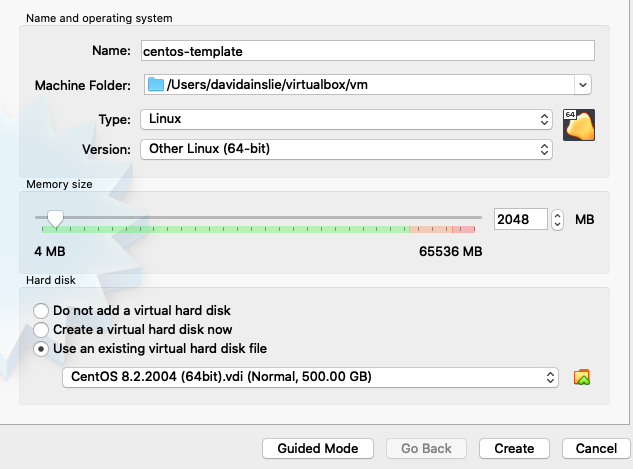 Name and operating system
Name: centos-template
Machine Folder: /Users/davidainslie/virtualbox/vm
Type: Linux
64
Version: Other Linux (64-bit)
Memory size
2048 MB
4 MB 65536 MB
Hard disk
Do not add a virtual hard disk
Create a virtual hard disk now
Use an existing virtual hard disk file
CentOS 8.2.2004 (64bit).vdi (Normal, 500.00 GB)
Guided Mode Go Back Create Cancel